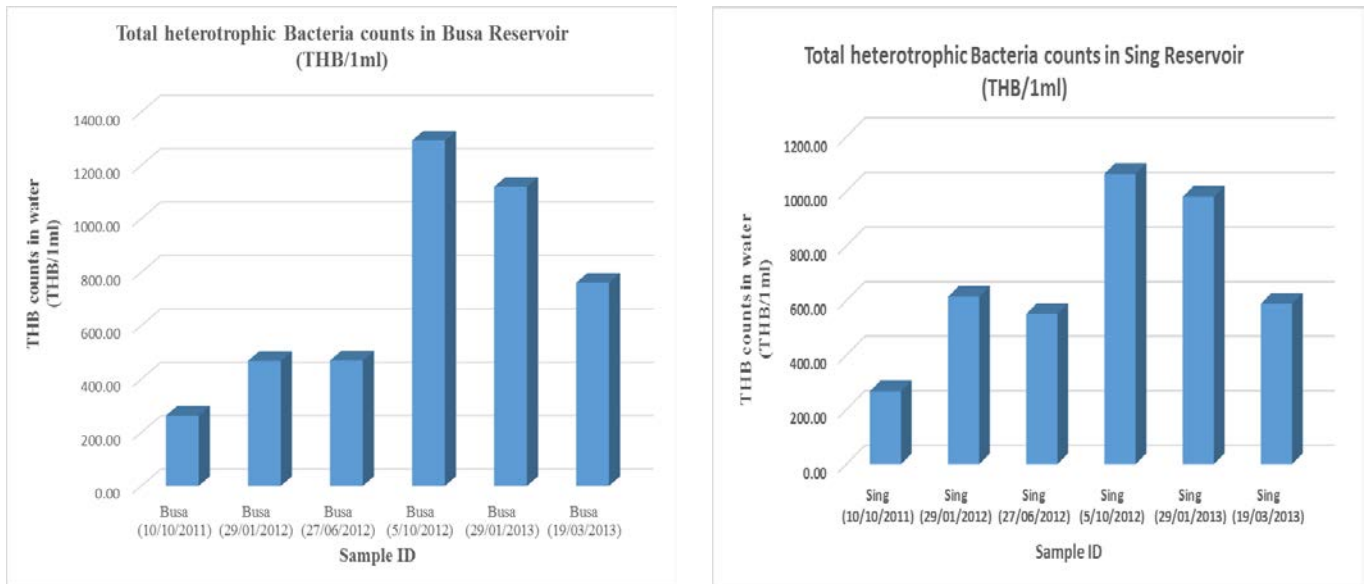 Total heterotrophic Bacteria counts in Busa Reservoir
(THB/1ml)
THB counts in water
(THB/1ml)
1400.00
1200.00
1000.00
800.00
600.00
400.00
200.00
0.00
Busa Busa Busa Busa Busa Busa
(10/10/2011) (29/01/2012) (27/06/2012) (5/10/2012) (29/01/2013) (19/03/2013)
Sample ID
Total heterotrophic Bacteria counts in Sing Reservoir
(THB/1ml)
THB counts in water
(THB/1ml)
1200.00
1000.00
800.00
600.00
400.00
200.00
0.00
Sing Sing Sing Sing Sing Sing
(10/10/2011) (29/01/2012) (27/06/2012) (5/10/2012) (29/01/2013) (19/03/2013)
Sample ID